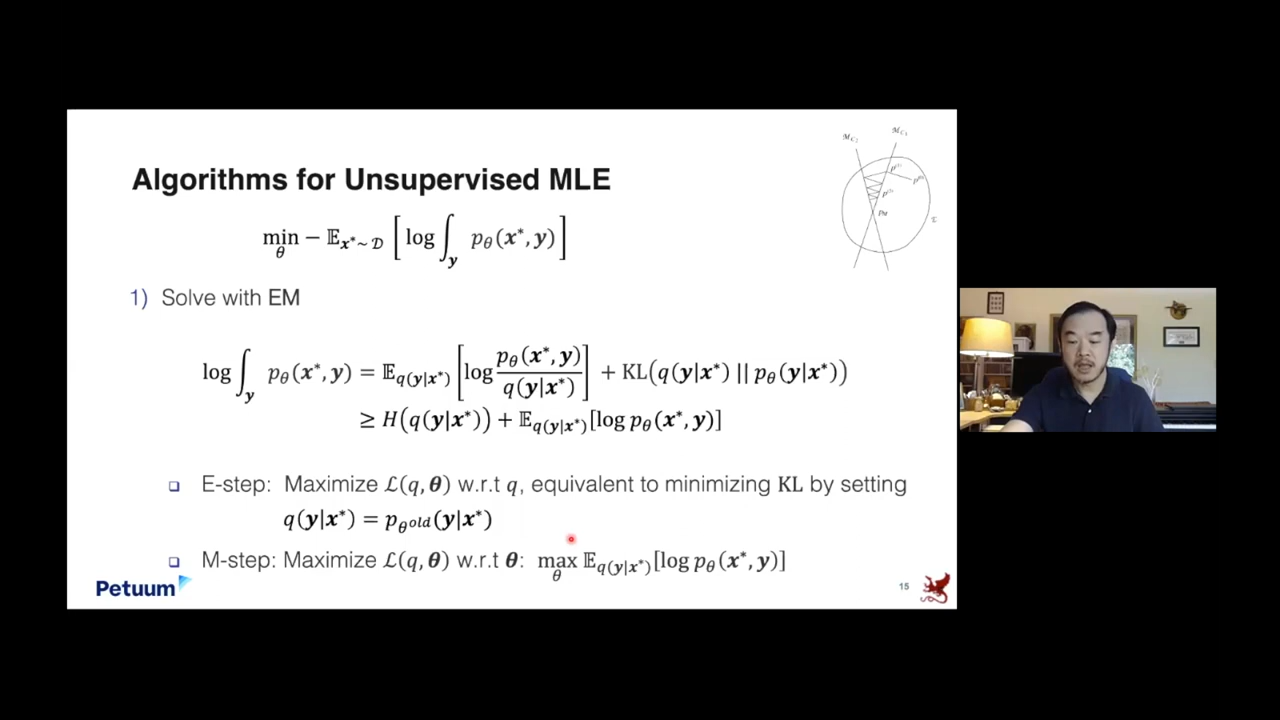 Algorithms for Unsupervised MLE
min_θ − 𝔼_{x*∼𝒟} [log ∫_y p_θ(x*, y)]
1) Solve with EM
log ∫_y p_θ(x*, y) = 𝔼_{q(y|x*)} [log p_θ(x*, y) / q(y|x*)] + KL(q(y|x*) || p_θ(y|x*))
≥ H(q(y|x*)) + 𝔼_{q(y|x*)}[log p_θ(x*, y)]
❑ E-step: Maximize ℒ(q, θ) w.r.t q, equivalent to minimizing KL by setting
q(y|x*) = p_{θ^old}(y|x*)
❑ M-step: Maximize ℒ(q, θ) w.r.t θ: max_θ 𝔼_{q(y|x*)}[log p_θ(x*, y)]
Petuum
15